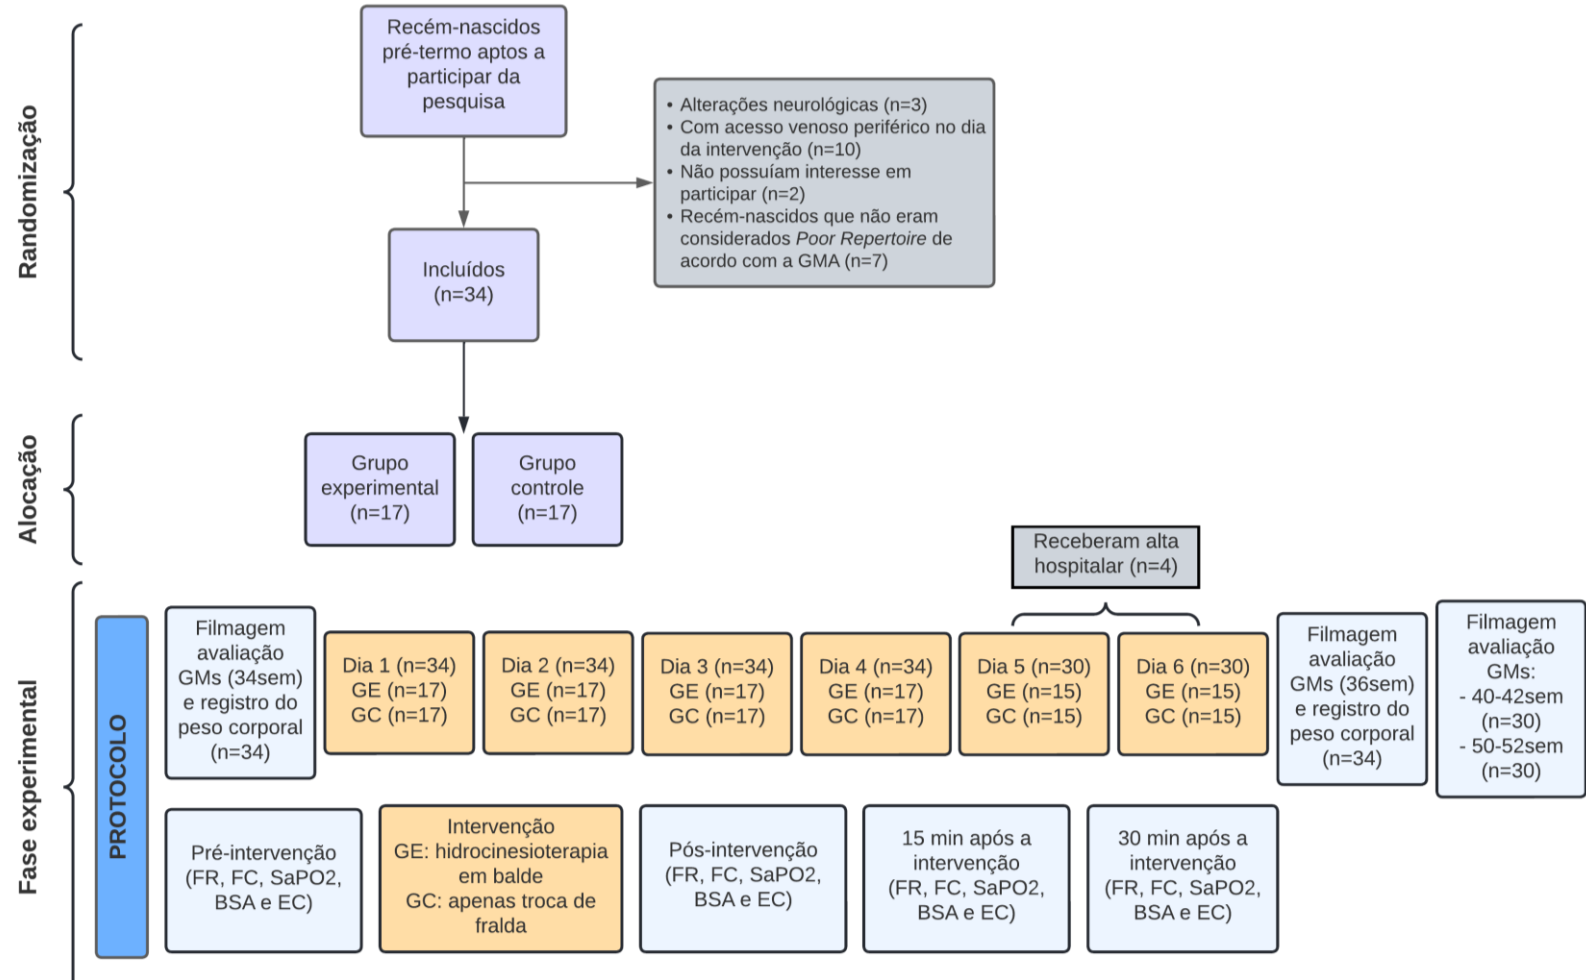 Randomização
Recém-nascidos
pré-termo aptos a
participar da
pesquisa
• Alterações neurológicas (n=3)
• Com acesso venoso periférico no dia
da intervenção (n=10)
• Não possuíam interesse em
participar (n=2)
• Recém-nascidos que não eram
considerados Poor Repertoire de
acordo com a GMA (n=7)
Incluídos
(n=34)
Alocação
Grupo
experimental
(n=17)
Grupo
controle
(n=17)
Receberam alta
hospitalar (n=4)
Fase experimental
PROTOCOLO
Filmagem
avaliação
GMs (34sem)
e registro do
peso corporal
(n=34)
Dia 1 (n=34)
GE (n=17)
GC (n=17)
Dia 2 (n=34)
GE (n=17)
GC (n=17)
Dia 3 (n=34)
GE (n=17)
GC (n=17)
Dia 4 (n=34)
GE (n=17)
GC (n=17)
Dia 5 (n=30)
GE (n=15)
GC (n=15)
Dia 6 (n=30)
GE (n=15)
GC (n=15)
Filmagem
avaliação
GMs (36sem)
e registro do
peso corporal
(n=34)
Filmagem
avaliação
GMs:
- 40-42sem
(n=30)
- 50-52sem
(n=30)
Pré-intervenção
(FR, FC, SaPO2,
BSA e EC)
Intervenção
GE: hidrocinesioterapia
em balde
GC: apenas troca de
fralda
Pós-intervenção
(FR, FC, SaPO2,
BSA e EC)
15 min após a
intervenção
(FR, FC, SaPO2,
BSA e EC)
30 min após a
intervenção
(FR, FC, SaPO2,
BSA e EC)